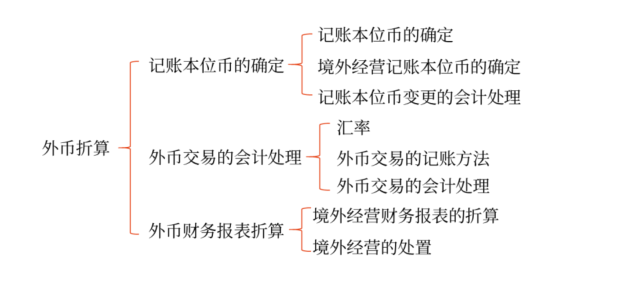 外币折算
记账本位币的确定
记账本位币的确定
境外经营记账本位币的确定
记账本位币变更的会计处理
外币交易的会计处理
汇率
外币交易的记账方法
外币交易的会计处理
外币财务报表折算
境外经营财务报表的折算
境外经营的处置